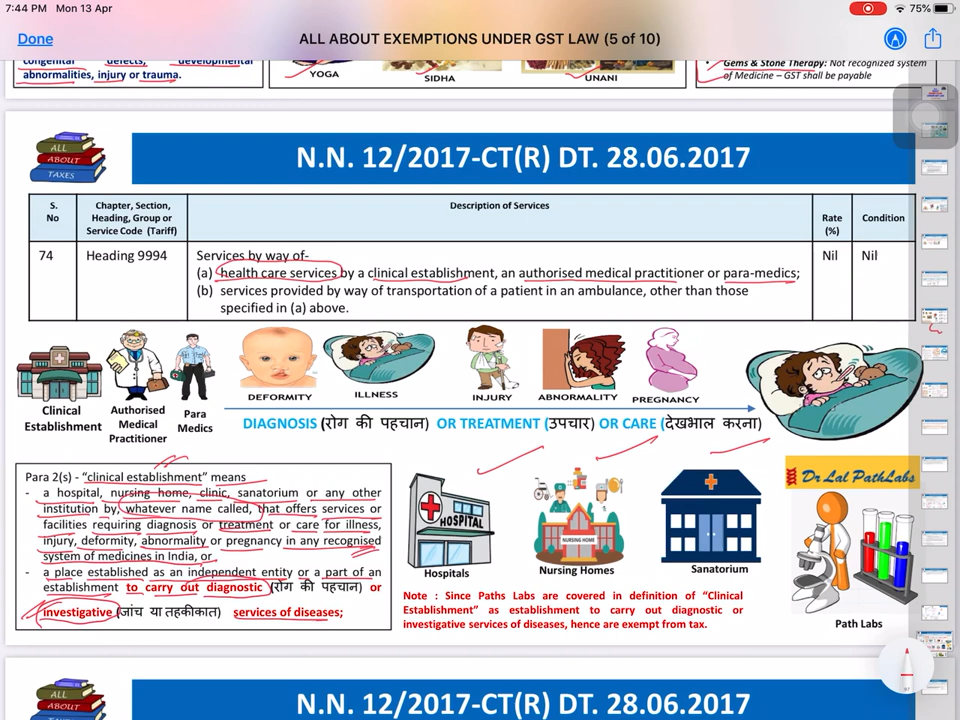 7:44 PM Mon 13 Apr
75%
Done
ALL ABOUT EXEMPTIONS UNDER GST LAW (5 of 10)
congenital defects, developmental
abnormalities, injury or trauma.
YOGA
SIDHA
UNANI
• Gems & Stone Therapy: Not recognized system
of Medicine – GST shall be payable
ALL
ABOUT
TAXES
N.N. 12/2017-CT(R) DT. 28.06.2017
S. No
Chapter, Section, Heading, Group or Service Code (Tariff)
Description of Services
Rate (%)
Condition
74
Heading 9994
Services by way of-
(a) health care services by a clinical establishment, an authorised medical practitioner or para-medics;
(b) services provided by way of transportation of a patient in an ambulance, other than those
specified in (a) above.
Nil
Nil
Clinical
Establishment
Authorised
Medical
Practitioner
Para
Medics
DEFORMITY
ILLNESS
INJURY
ABNORMALITY
PREGNANCY
DIAGNOSIS (रोग की पहचान) OR TREATMENT (उपचार) OR CARE (देखभाल करना)
Para 2(s) - “clinical establishment” means
- a hospital, nursing home, clinic, sanatorium or any other
institution by, whatever name called, that offers services or
facilities requiring diagnosis or treatment or care for illness,
injury, deformity, abnormality or pregnancy in any recognised
system of medicines in India, or
- a place established as an independent entity or a part of an
establishment to carry out diagnostic (रोग की पहचान) or
investigative (जांच या तहकीकात) services of diseases;
HOSPITAL
Hospitals
NURSING HOME
Nursing Homes
Sanatorium
Dr Lal PathLabs
Path Labs
Note : Since Paths Labs are covered in definition of “Clinical
Establishment” as establishment to carry out diagnostic or
investigative services of diseases, hence are exempt from tax.
ALL
ABOUT
N.N. 12/2017-CT(R) DT. 28.06.2017